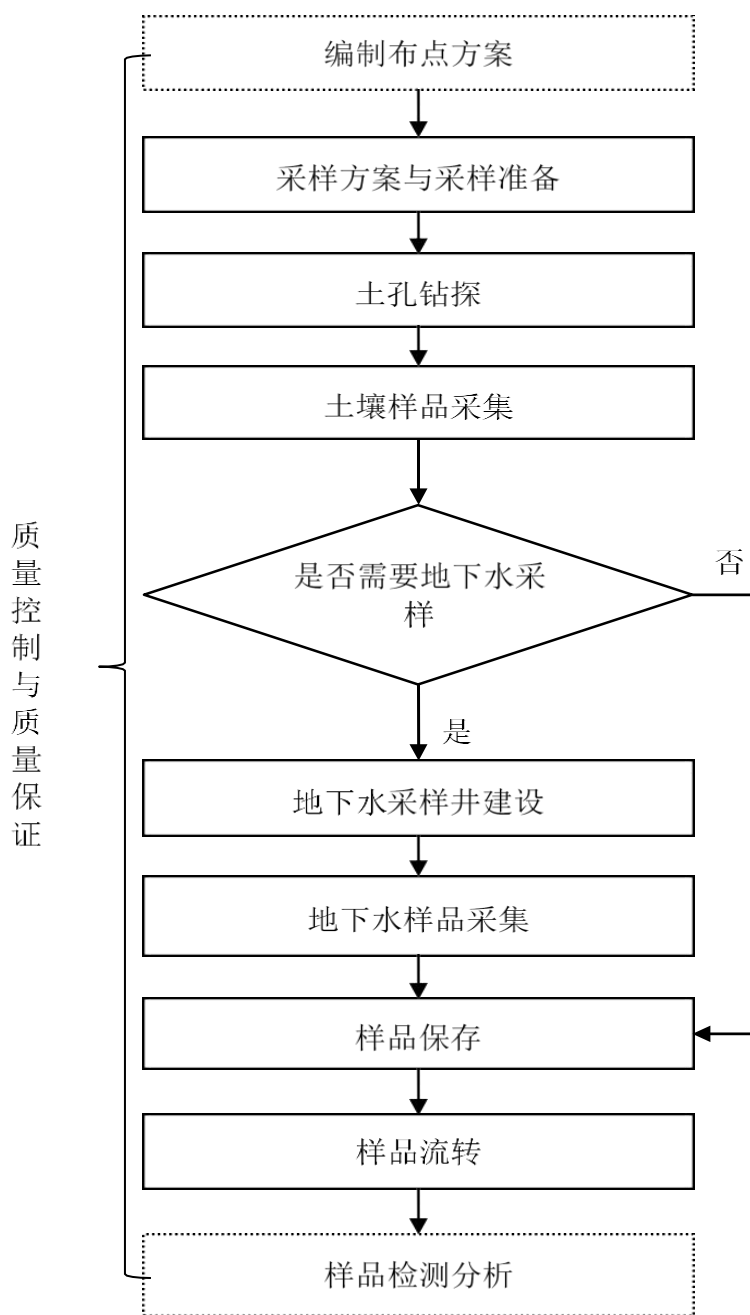 编制布点方案
采样方案与采样准备
土孔钻探
土壤样品采集
是否需要地下水采
样
否
是
地下水采样井建设
地下水样品采集
样品保存
样品流转
样品检测分析
质量控制与质量保证